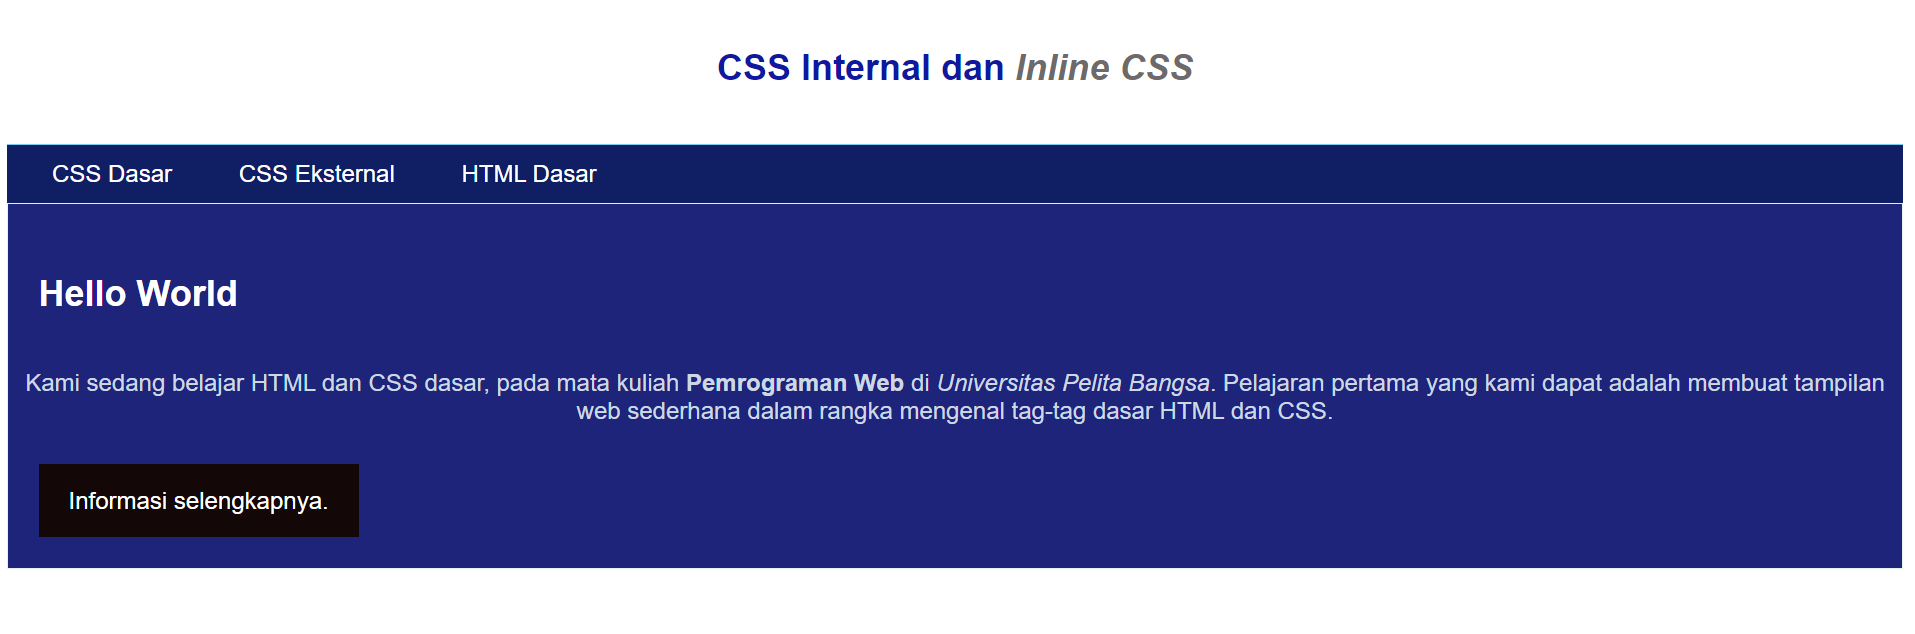 CSS Internal dan Inline CSS
CSS Dasar CSS Eksternal HTML Dasar
Hello World
Kami sedang belajar HTML dan CSS dasar, pada mata kuliah Pemrograman Web di Universitas Pelita Bangsa. Pelajaran pertama yang kami dapat adalah membuat tampilan
web sederhana dalam rangka mengenal tag-tag dasar HTML dan CSS.
Informasi selengkapnya.